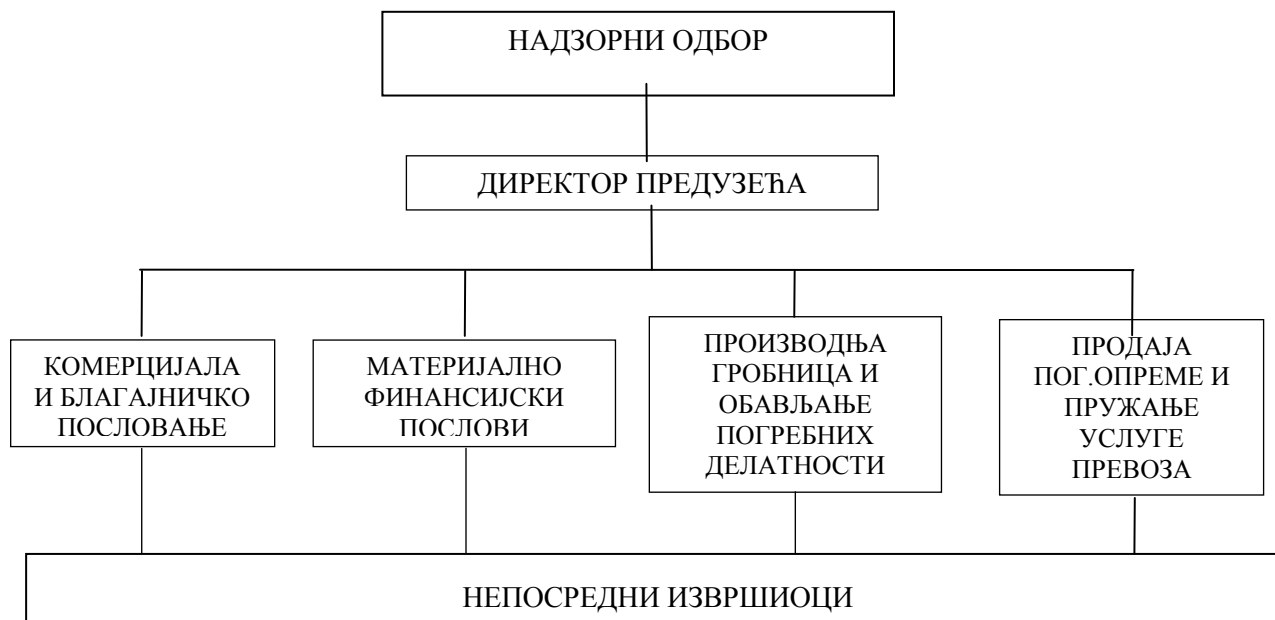 НАДЗОРНИ ОДБОР
ДИРЕКТОР ПРЕДУЗЕЋА
КОМЕРЦИЈАЛА
И БЛАГАЈНИЧКО
ПОСЛОВАЊЕ
МАТЕРИЈАЛНО
ФИНАНСИЈСКИ
ПОСЛОВИ
ПРОИЗВОДЊА
ГРОБНИЦА И
ОБАВЉАЊЕ
ПОГРЕБНИХ
ДЕЛАТНОСТИ
ПРОДАЈА
ПОГ.ОПРЕМЕ И
ПРУЖАЊЕ
УСЛУГЕ
ПРЕВОЗА
НЕПОСРЕДНИ ИЗВРШИОЦИ